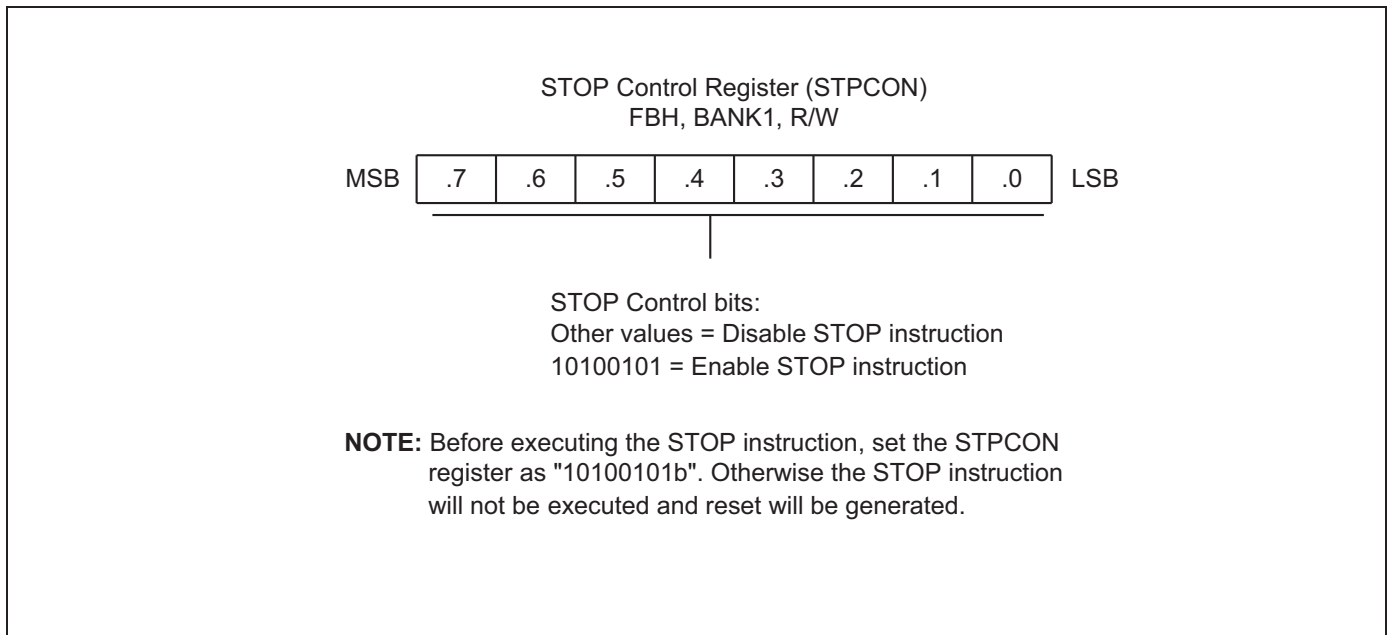 STOP Control Register (STPCON)
FBH, BANK1, R/W
MSB .7 .6 .5 .4 .3 .2 .1 .0 LSB
STOP Control bits:
Other values = Disable STOP instruction
10100101 = Enable STOP instruction
NOTE: Before executing the STOP instruction, set the STPCON
register as "10100101b". Otherwise the STOP instruction
will not be executed and reset will be generated.